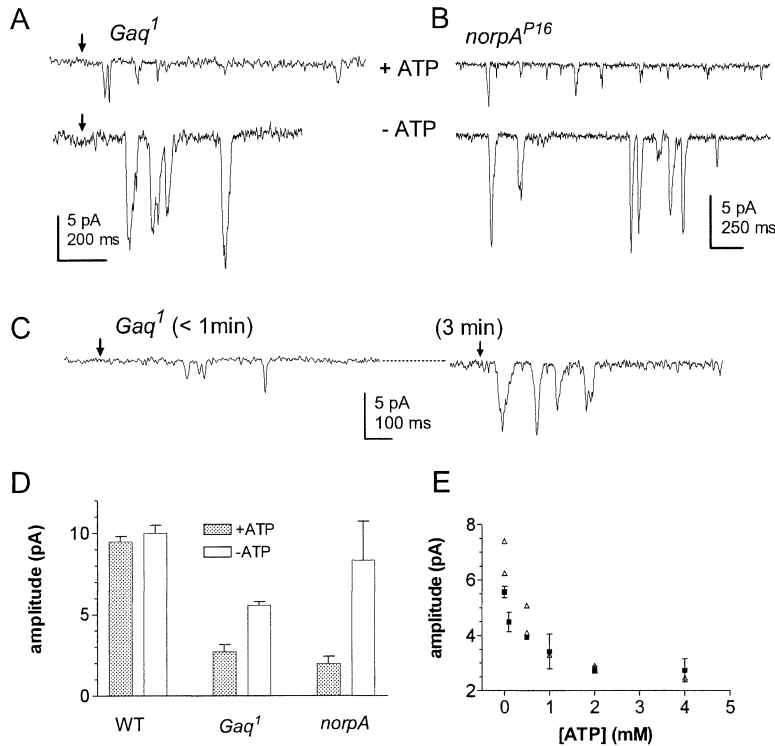 A
Gaq¹
B
norpA^P16
+ ATP
- ATP
5 pA
200 ms
5 pA
250 ms
C
Gaq¹ (< 1min)
(3 min)
5 pA
100 ms
D
E
amplitude (pA)
10
5
0
+ATP
-ATP
WT
Gaq¹
norpA
amplitude (pA)
8
6
4
2
0
1
2
3
4
5
[ATP] (mM)